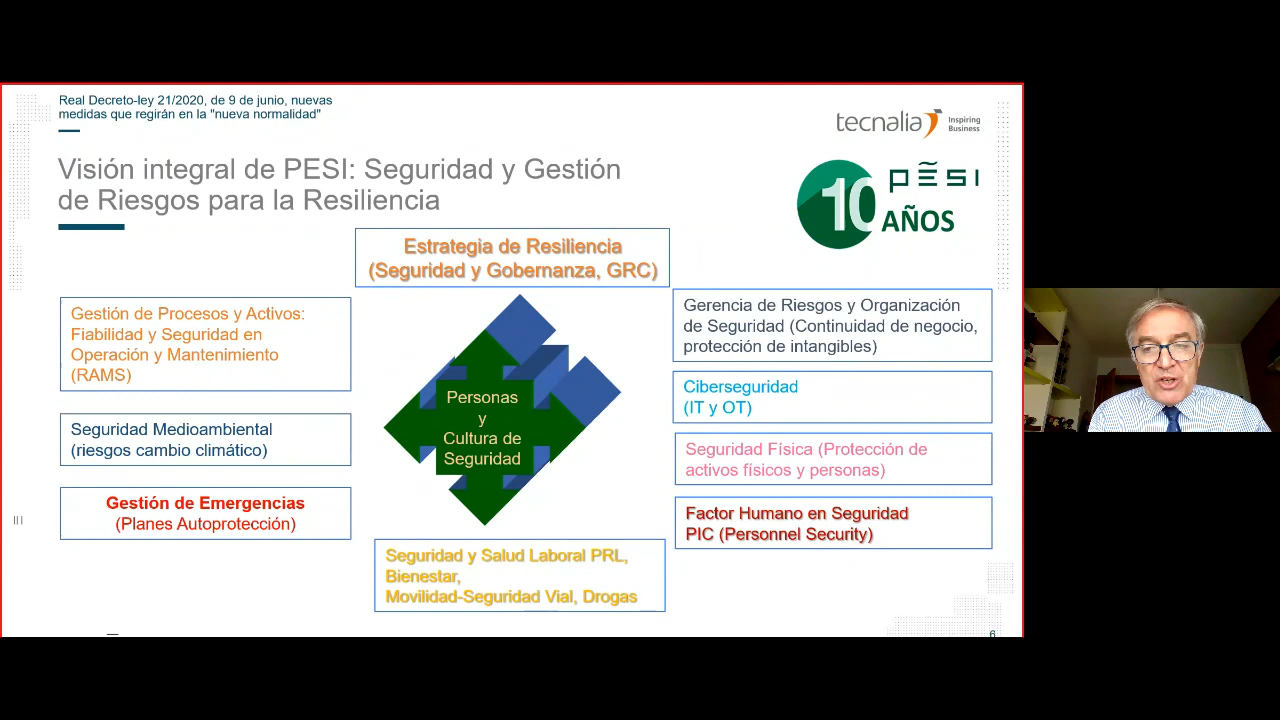 Real Decreto-ley 21/2020, de 9 de junio, nuevas
medidas que regirán en la "nueva normalidad"
tecnalia Inspiring
Business
Visión integral de PESI: Seguridad y Gestión
de Riesgos para la Resiliencia
10 PESI
AÑOS
Estrategia de Resiliencia
(Seguridad y Gobernanza, GRC)
Gestión de Procesos y Activos:
Fiabilidad y Seguridad en
Operación y Mantenimiento
(RAMS)
Seguridad Medioambiental
(riesgos cambio climático)
Gestión de Emergencias
(Planes Autoprotección)
Personas
y
Cultura de
Seguridad
Gerencia de Riesgos y Organización
de Seguridad (Continuidad de negocio,
protección de intangibles)
Ciberseguridad
(IT y OT)
Seguridad Física (Protección de
activos físicos y personas)
Factor Humano en Seguridad
PIC (Personnel Security)
Seguridad y Salud Laboral PRL,
Bienestar,
Movilidad-Seguridad Vial, Drogas
6